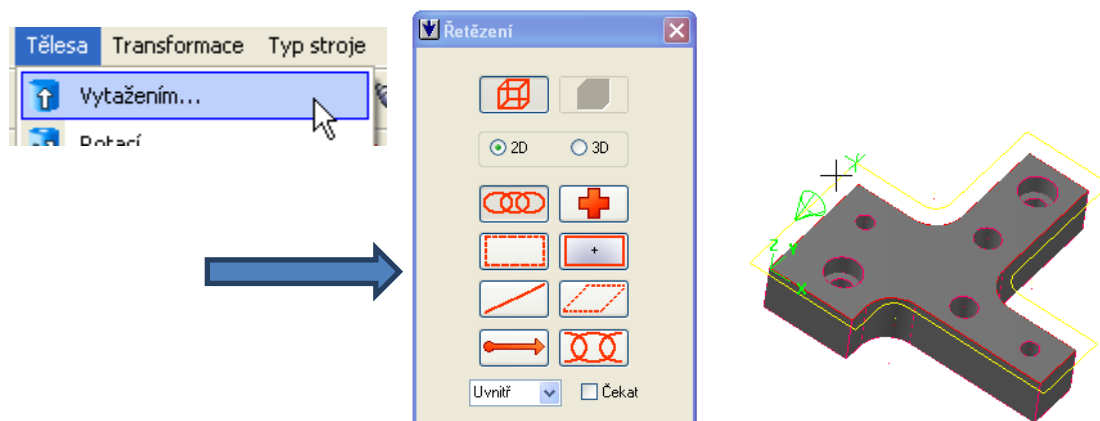 Tělesa Transformace Typ stroje
Vytažením...
Rotací
Řetězení
2D 3D
Uvnitř Čekat
Z Y
X